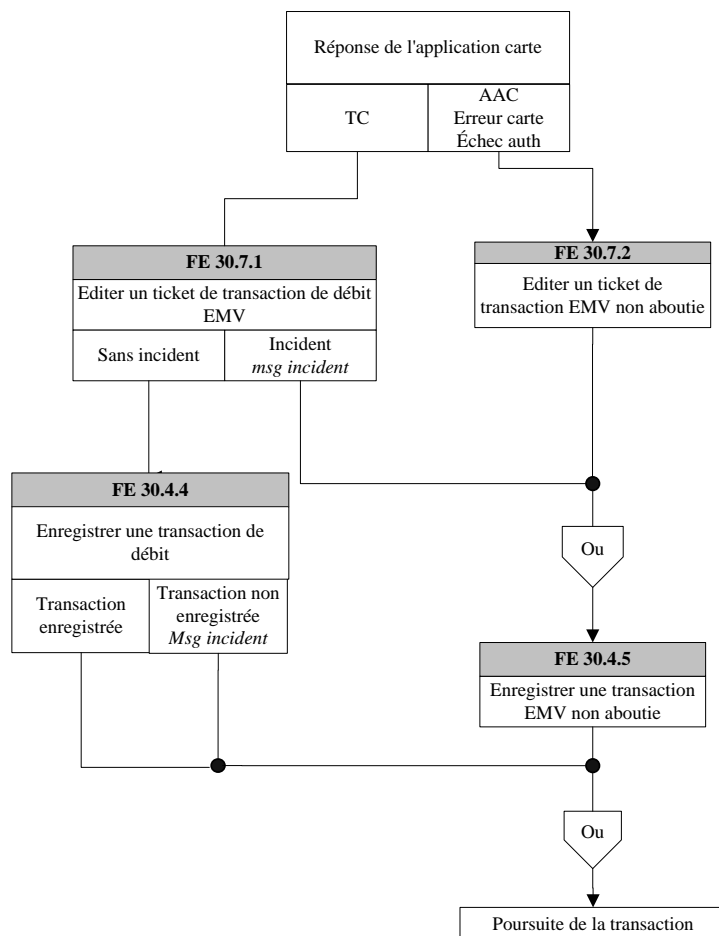 Réponse de l'application carte
TC
AAC
Erreur carte
Échec auth
FE 30.7.1
Editer un ticket de transaction de débit
EMV
Sans incident
Incident
msg incident
FE 30.7.2
Editer un ticket de
transaction EMV non aboutie
FE 30.4.4
Enregistrer une transaction de
débit
Transaction
enregistrée
Transaction non
enregistrée
Msg incident
Ou
FE 30.4.5
Enregistrer une transaction
EMV non aboutie
Ou
Poursuite de la transaction